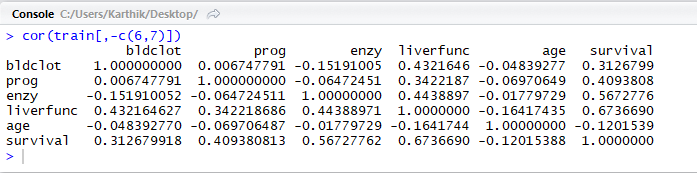 Console C:/Users/Karthik/Desktop/
> cor(train[,-c(6,7)])
bldclot prog enzy liverfunc age survival
bldclot 1.000000000 0.006747791 -0.15191005 0.4321646 -0.04839277 0.3126799
prog 0.006747791 1.000000000 -0.06472451 0.3422187 -0.06970649 0.4093808
enzy -0.151910052 -0.064724511 1.00000000 0.4438897 -0.01779729 0.5672776
liverfunc 0.432164627 0.342218686 0.44388971 1.0000000 -0.16417435 0.6736690
age -0.048392770 -0.069706487 -0.01779729 -0.1641744 1.00000000 -0.1201539
survival 0.312679918 0.409380813 0.56727762 0.6736690 -0.12015388 1.0000000
>